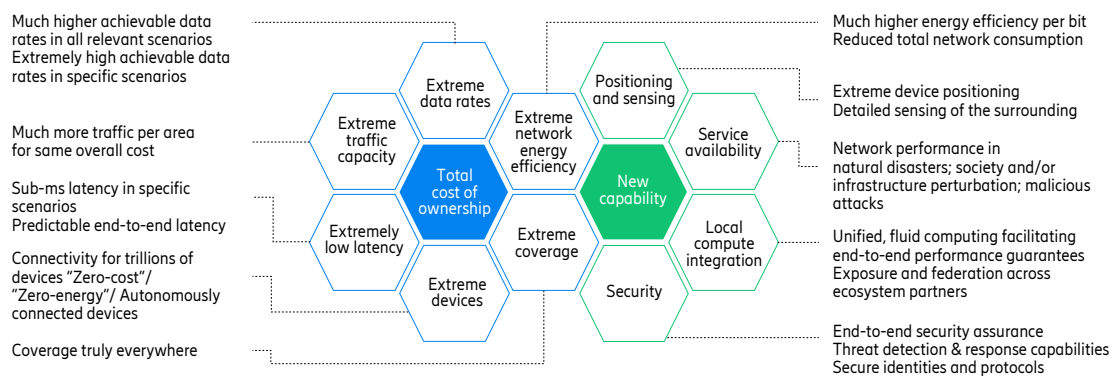 Much higher achievable data
rates in all relevant scenarios
Extremely high achievable data
rates in specific scenarios
Much more traffic per area
for same overall cost
Sub-ms latency in specific
scenarios
Predictable end-to-end latency
Connectivity for trillions of
devices "Zero-cost"/
"Zero-energy"/ Autonomously
connected devices
Coverage truly everywhere
Extreme
data rates
Extreme
traffic
capacity
Extreme
network
energy
efficiency
Total
cost of
ownership
Extremely
low latency
Extreme
coverage
Extreme
devices
Positioning
and sensing
Service
availability
New
capability
Local
compute
integration
Security
Much higher energy efficiency per bit
Reduced total network consumption
Extreme device positioning
Detailed sensing of the surrounding
Network performance in
natural disasters; society and/or
infrastructure perturbation; malicious
attacks
Unified, fluid computing facilitating
end-to-end performance guarantees
Exposure and federation across
ecosystem partners
End-to-end security assurance
Threat detection & response capabilities
Secure identities and protocols